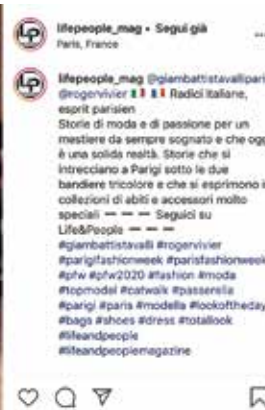 lifepeople_mag • Segui già
Paris, France
lifepeople_mag @giambattistavallipari
@rogervivier 🇮🇹 🇫🇷 Radici italiane,
esprit parisien
Storie di moda e di passione per un
mestiere da sempre sognato e che ogg
è una solida realtà. Storie che si
intrecciano a Parigi sotto le due
bandiere tricolore e che si esprimono i
collezioni di abiti e accessori molto
speciali — — — Seguici su
Life&People — — —
#giambattistavalli #rogervivier
#parigifashionweek #parisfashionweek
#pfw #pfw2020 #fashion #moda
#topmodel #catwalk #passerella
#parigi #paris #modella #lookoftheday
#bags #shoes #dress #totallook
#lifeandpeople
#lifeandpeoplemagazine